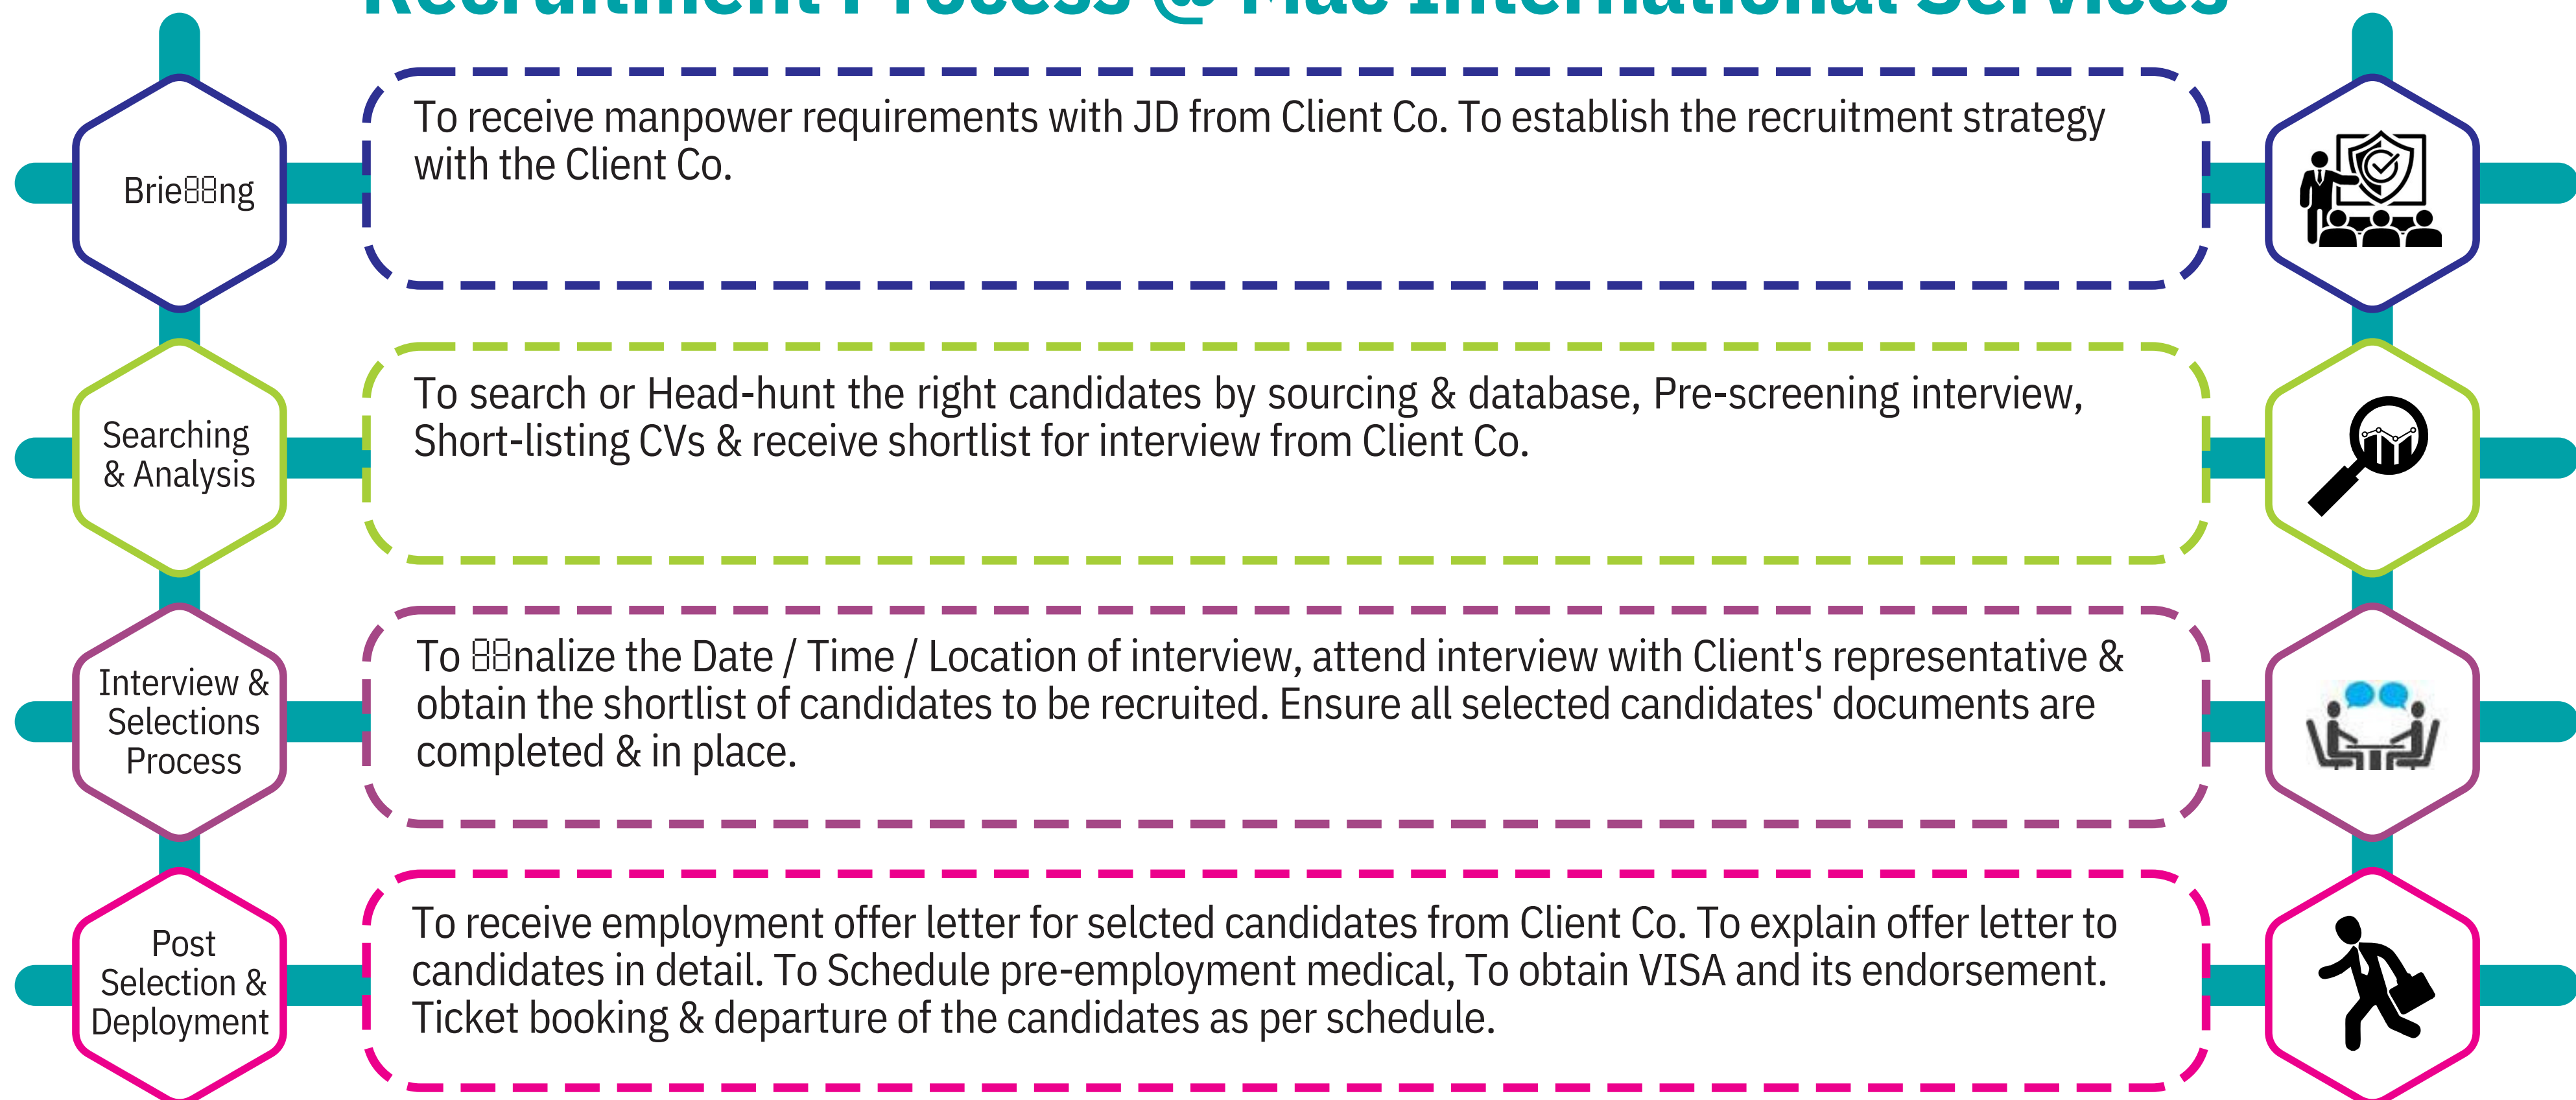 Recruitment Process @ Mac International Services
Brie
ng
To receive manpower requirements with JD from Client Co. To establish the recruitment strategy
with the Client Co.
Searching
& Analysis
To search or Head-hunt the right candidates by sourcing & database, Pre-screening interview,
Short-listing CVs & receive shortlist for interview from Client Co.
Interview &
Selections
Process
To nalize the Date / Time / Location of interview, attend interview with Client's representative &
obtain the shortlist of candidates to be recruited. Ensure all selected candidates' documents are
completed & in place.
Post
Selection &
Deployment
To receive employment offer letter for selcted candidates from Client Co. To explain offer letter to
candidates in detail. To Schedule pre-employment medical, To obtain VISA and its endorsement.
Ticket booking & departure of the candidates as per schedule.